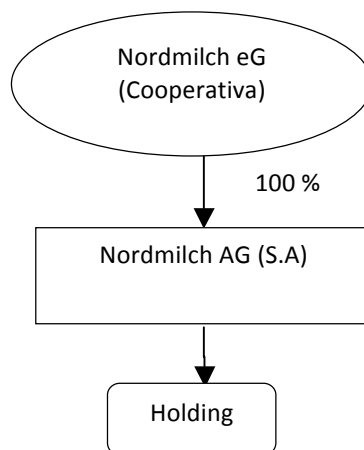 Nordmilch eG
(Cooperativa)
100 %
Nordmilch AG (S.A)
Holding